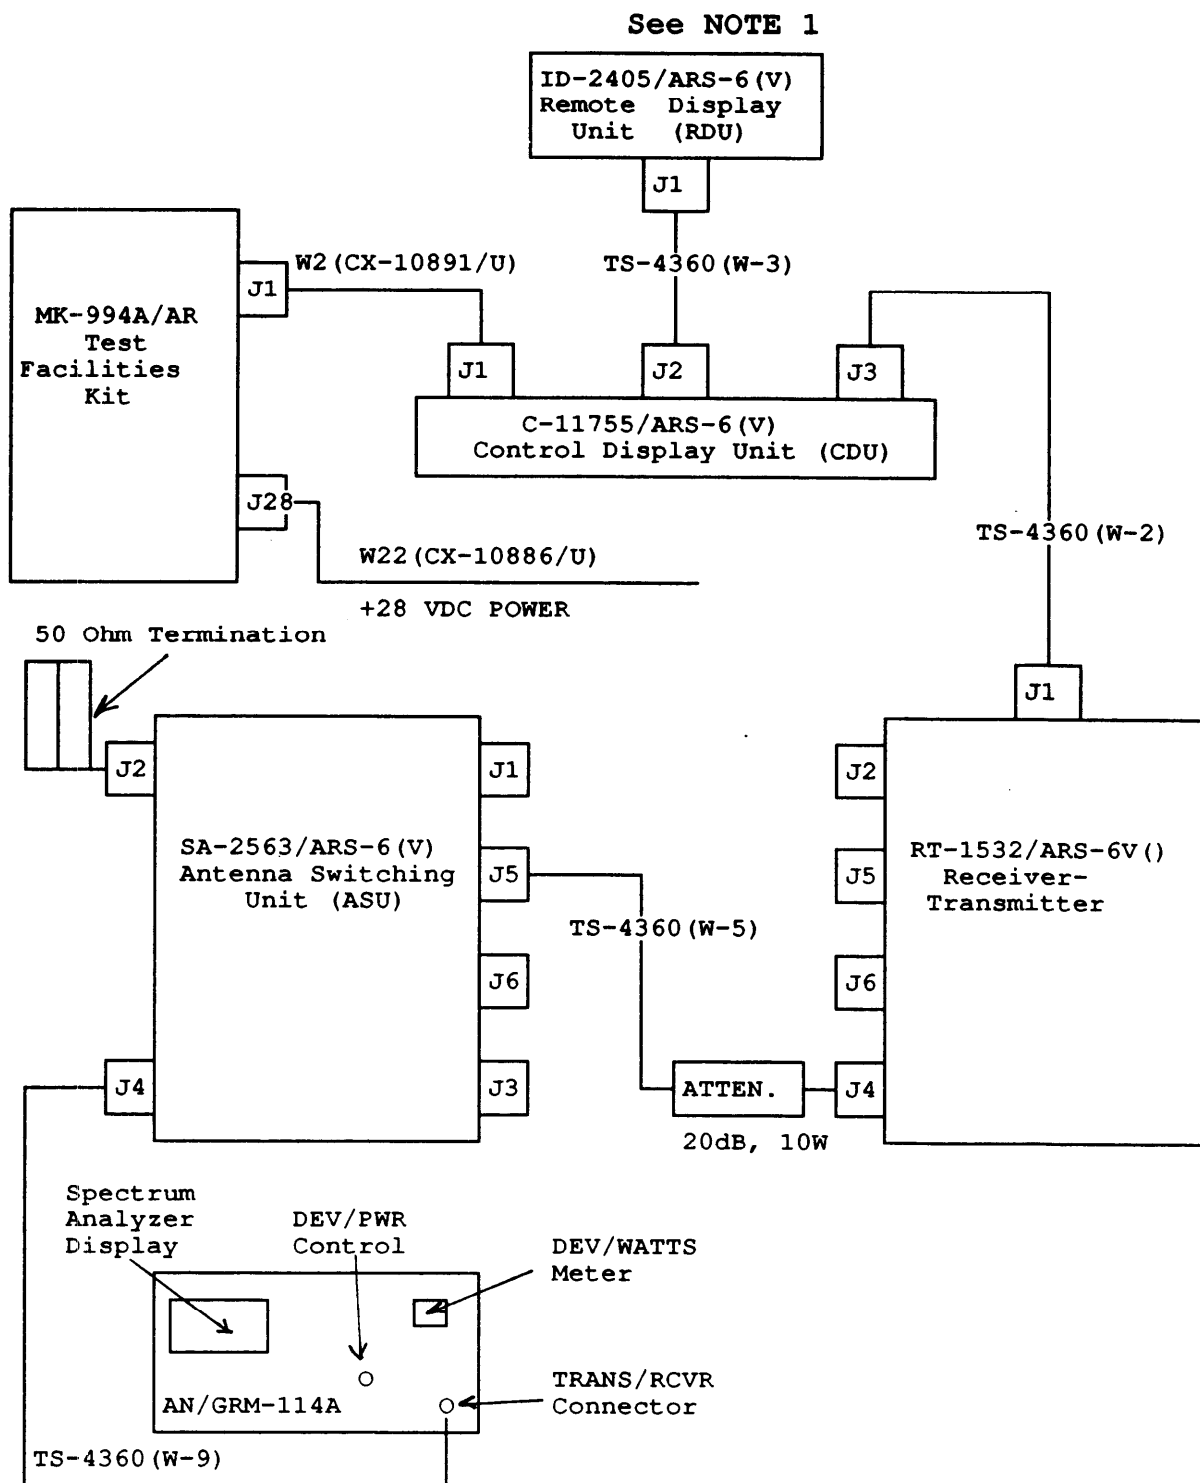 See NOTE 1
ID-2405/ARS-6(V)
Remote Display
Unit (RDU)
J1
W2(CX-10891/U)
TS-4360(W-3)
J1
MK-994A/AR
Test
Facilities
Kit
J1
J2
J3
C-11755/ARS-6(V)
Control Display Unit (CDU)
J28
TS-4360(W-2)
W22(CX-10886/U)
+28 VDC POWER
50 Ohm Termination
J1
J2
J1
J2
SA-2563/ARS-6(V)
Antenna Switching
Unit (ASU)
J5
J5
RT-1532/ARS-6V()
Receiver-
Transmitter
TS-4360(W-5)
J6
J6
J4
J3
ATTEN.
J4
20dB, 10W
Spectrum
Analyzer
Display
DEV/PWR
Control
DEV/WATTS
Meter
AN/GRM-114A
TRANS/RCVR
Connector
TS-4360(W-9)